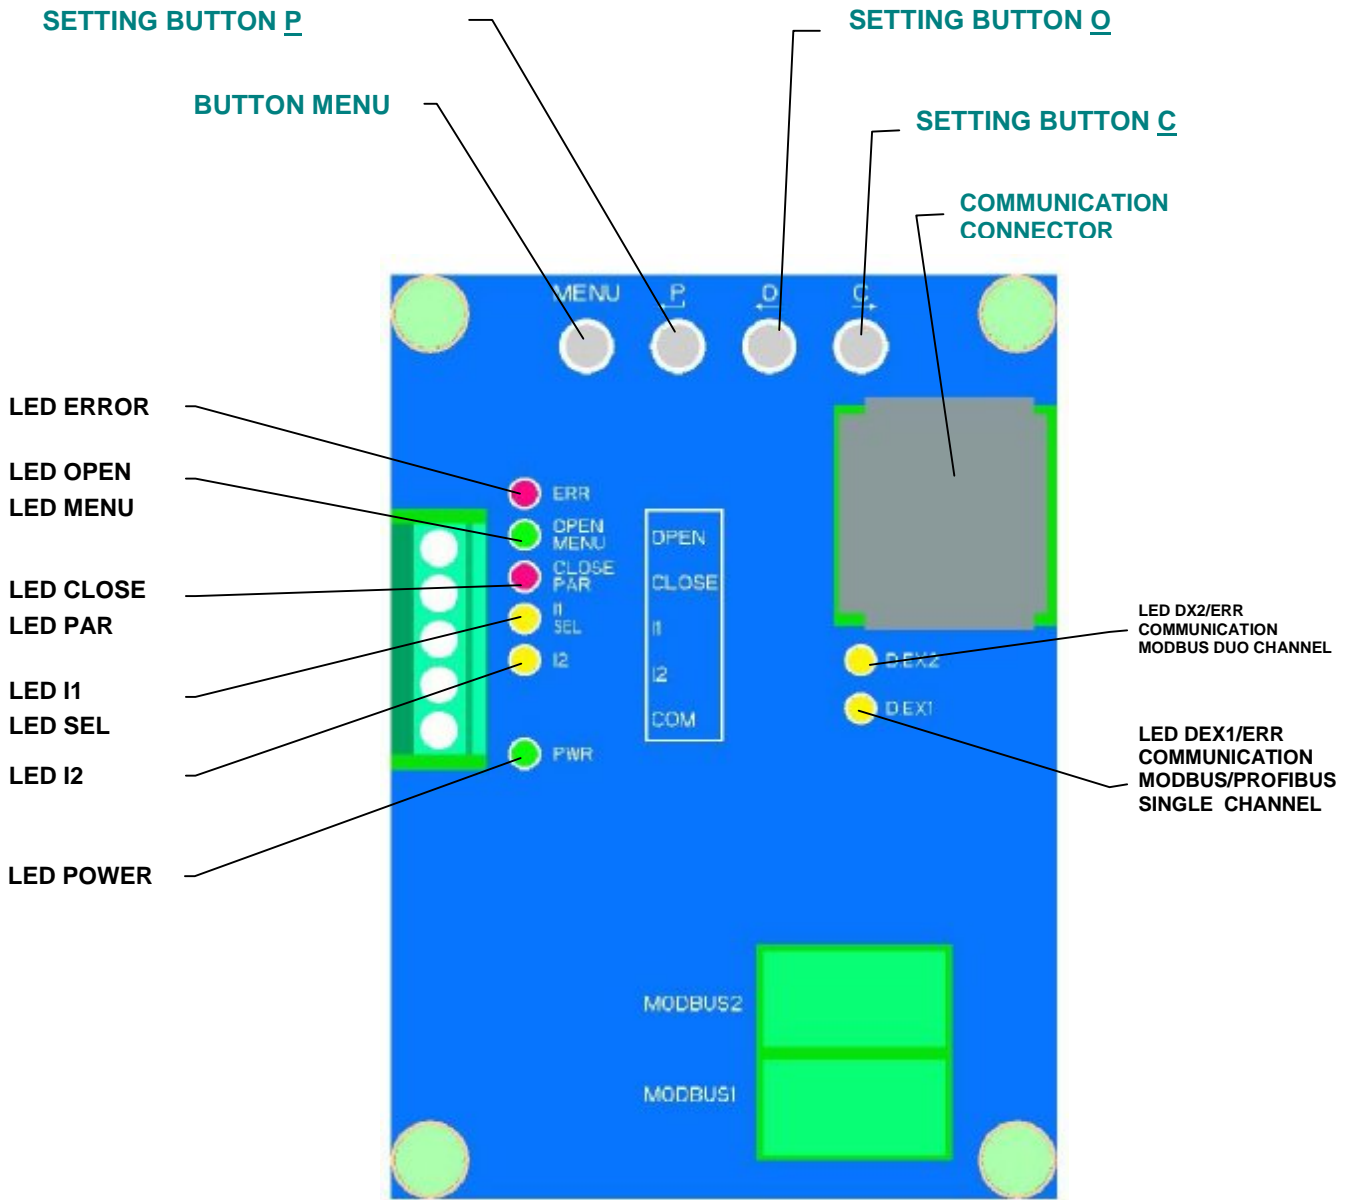 SETTING BUTTON P
SETTING BUTTON O
BUTTON MENU
SETTING BUTTON C
COMMUNICATION
CONNECTOR
MENU
P
O
C
LED ERROR
LED OPEN
LED MENU
LED CLOSE
LED PAR
LED I1
LED SEL
LED I2
LED POWER
ERR
OPEN
MENU
CLOSE
PAR
I1
SEL
I2
PWR
OPEN
CLOSE
I1
I2
COM
D.EX2
D.EX1
LED DX2/ERR
COMMUNICATION
MODBUS DUO CHANNEL
LED DEX1/ERR
COMMUNICATION
MODBUS/PROFIBUS
SINGLE CHANNEL
MODBUS2
MODBUS1